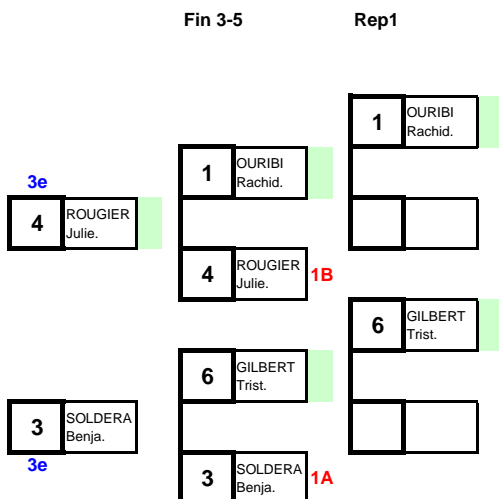 Fin 3-5 Rep1
1 OURIBI
Rachid.
1 OURIBI
Rachid.
3e
4 ROUGIER
Julie.
4 ROUGIER
Julie. 1B
6 GILBERT
Trist.
6 GILBERT
Trist.
3 SOLDERA
Benja.
3e
3 SOLDERA
Benja. 1A